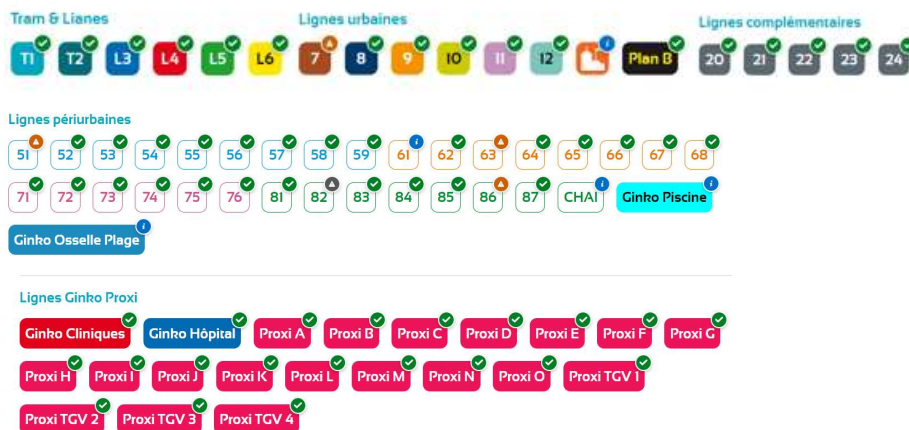 Tram & Lianes Lignes urbaines Lignes complémentaires
T1 T2 L3 L4 L5 L6 7 8 9 10 11 12 Plan B 20 21 22 23 24
Lignes périurbaines
51 52 53 54 55 56 57 58 59 61 62 63 64 65 66 67 68
71 72 73 74 75 76 81 82 83 84 85 86 87 CHAI Ginko Piscine
Ginko Osselle Plage
Lignes Ginko Proxi
Ginko Cliniques Ginko Hôpital Proxi A Proxi B Proxi C Proxi D Proxi E Proxi F Proxi G
Proxi H Proxi I Proxi J Proxi K Proxi L Proxi M Proxi N Proxi O Proxi TGV 1
Proxi TGV 2 Proxi TGV 3 Proxi TGV 4